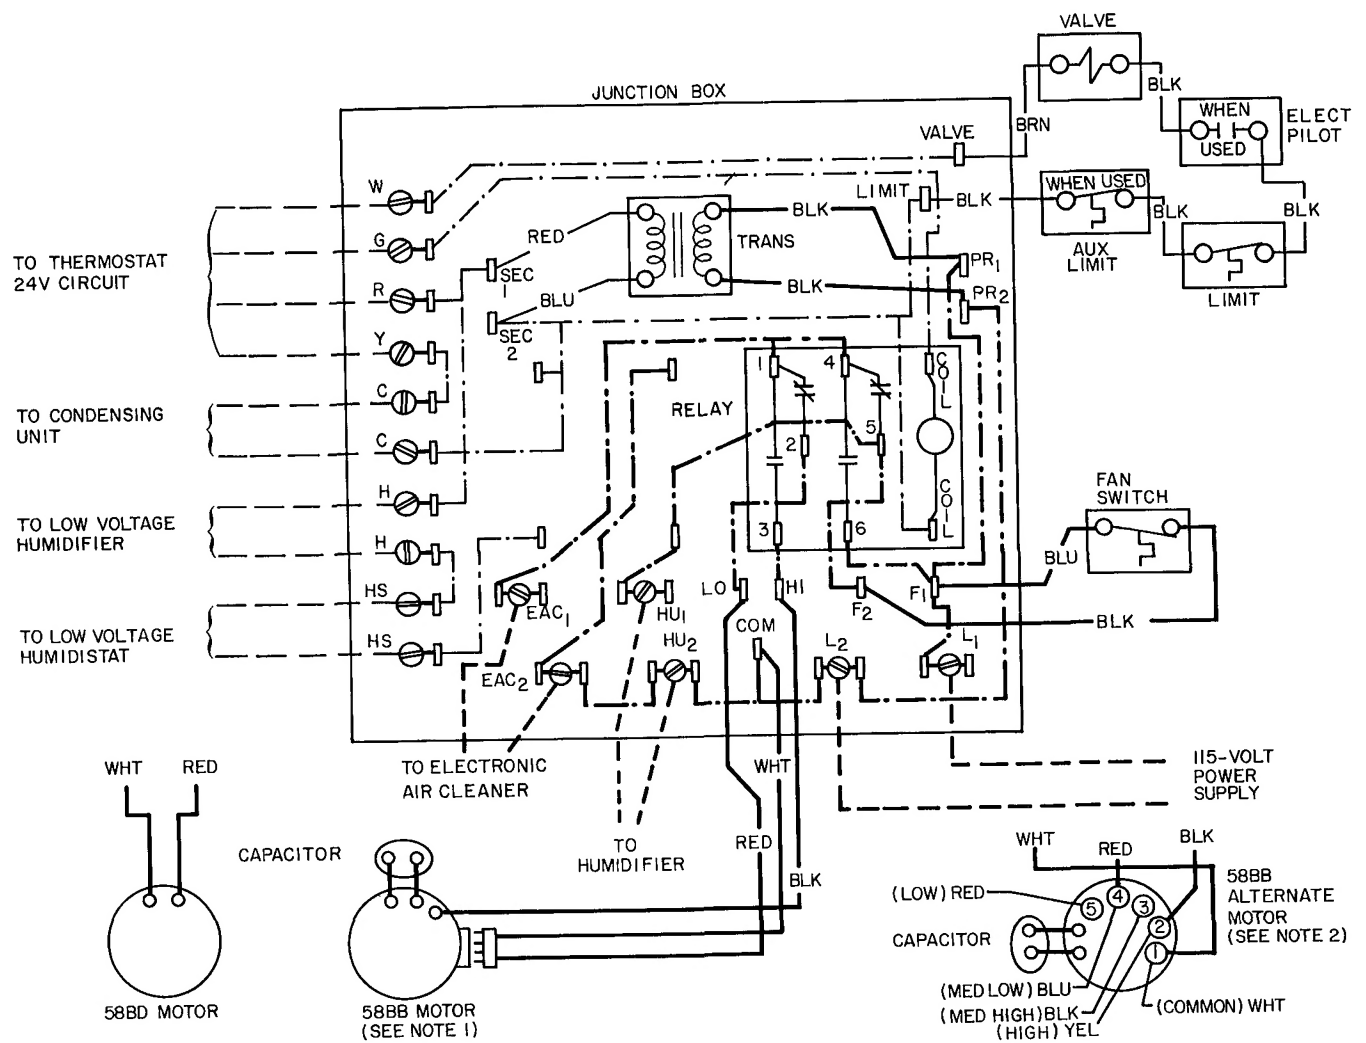 VALVE
JUNCTION BOX
BLK
BRN
VALVE
WHEN
USED
ELECT
PILOT
W
LIMIT
BLK
WHEN USED
BLK
BLK
AUX
LIMIT
LIMIT
TO THERMOSTAT
24V CIRCUIT
G
RED
BLK
TRANS
PR1
R
SEC
1
BLU
BLK
PR2
SEC
2
Y
1
4
COIL
TO CONDENSING
UNIT
C
RELAY
2
5
C
COIL
H
FAN
SWITCH
TO LOW VOLTAGE
HUMIDIFIER
H
3
6
BLU
HS
EAC1
HU1
LO
HI
F2
F1
BLK
TO LOW VOLTAGE
HUMIDISTAT
HS
EAC2
HU2
COM
L2
L1
WHT
RED
TO ELECTRONIC
AIR CLEANER
WHT
115-VOLT
POWER
SUPPLY
CAPACITOR
TO
HUMIDIFIER
RED
BLK
WHT
RED
BLK
(LOW) RED
5
4
3
2
1
58BB
ALTERNATE
MOTOR
(SEE NOTE 2)
CAPACITOR
58BD MOTOR
58BB MOTOR
(SEE NOTE 1)
(MED LOW) BLU
(MED HIGH) BLK
(HIGH) YEL
(COMMON) WHT